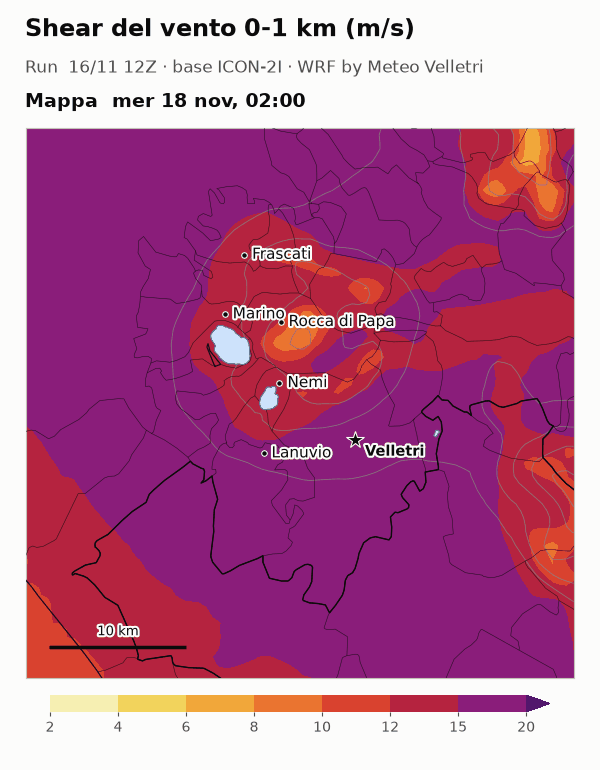 Shear del vento 0-1 km (m/s)
Run  16/11 12Z · base ICON-2I · WRF by Meteo Velletri
Mappa  mer 18 nov, 02:00
Frascati
Marino
Rocca di Papa
Nemi
Lanuvio
Velletri
10 km
2 4 6 8 10 12 15 20